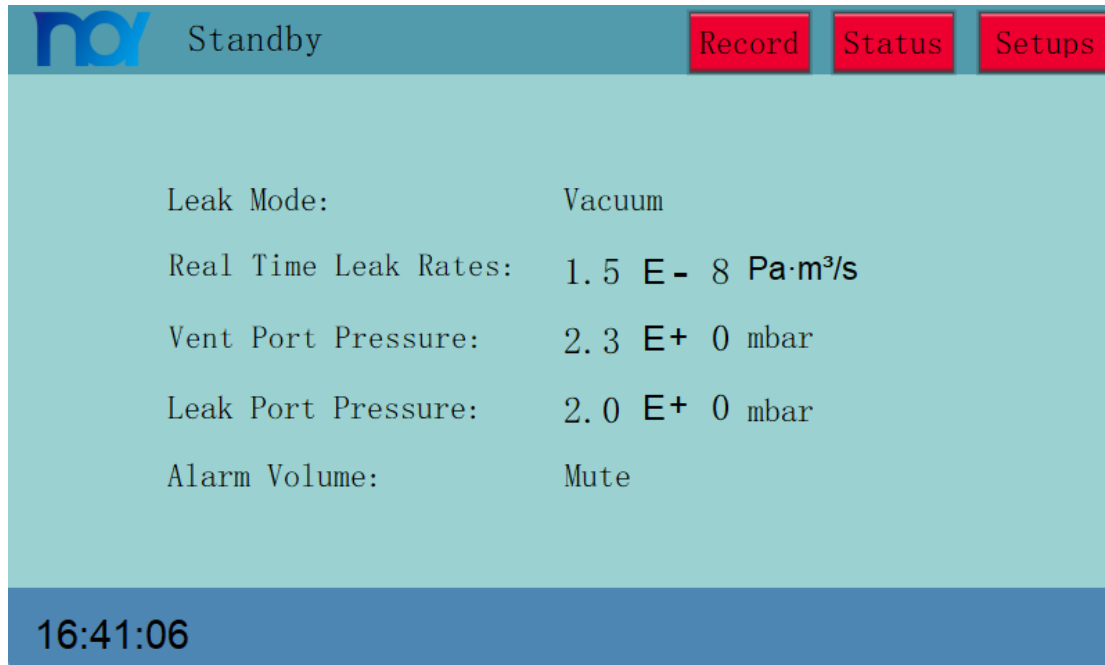 Standby Record Status Setups
Leak Mode: Vacuum
Real Time Leak Rates: 1.5 E- 8 Pa·m³/s
Vent Port Pressure: 2.3 E+ 0 mbar
Leak Port Pressure: 2.0 E+ 0 mbar
Alarm Volume: Mute
16:41:06